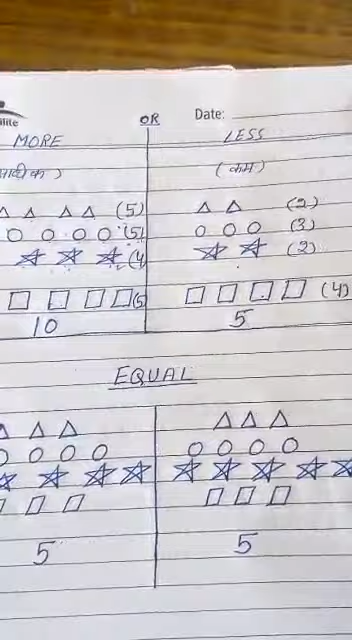 OR Date:
MORE LESS
(कम)
(5) (2)
(5) (3)
(4 (2)
(5) (4)
10 5
EQUAL
5 5